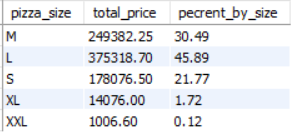 pizza_size total_price pecrent_by_size
M 249382.25 30.49
L 375318.70 45.89
S 178076.50 21.77
XL 14076.00 1.72
XXL 1006.60 0.12